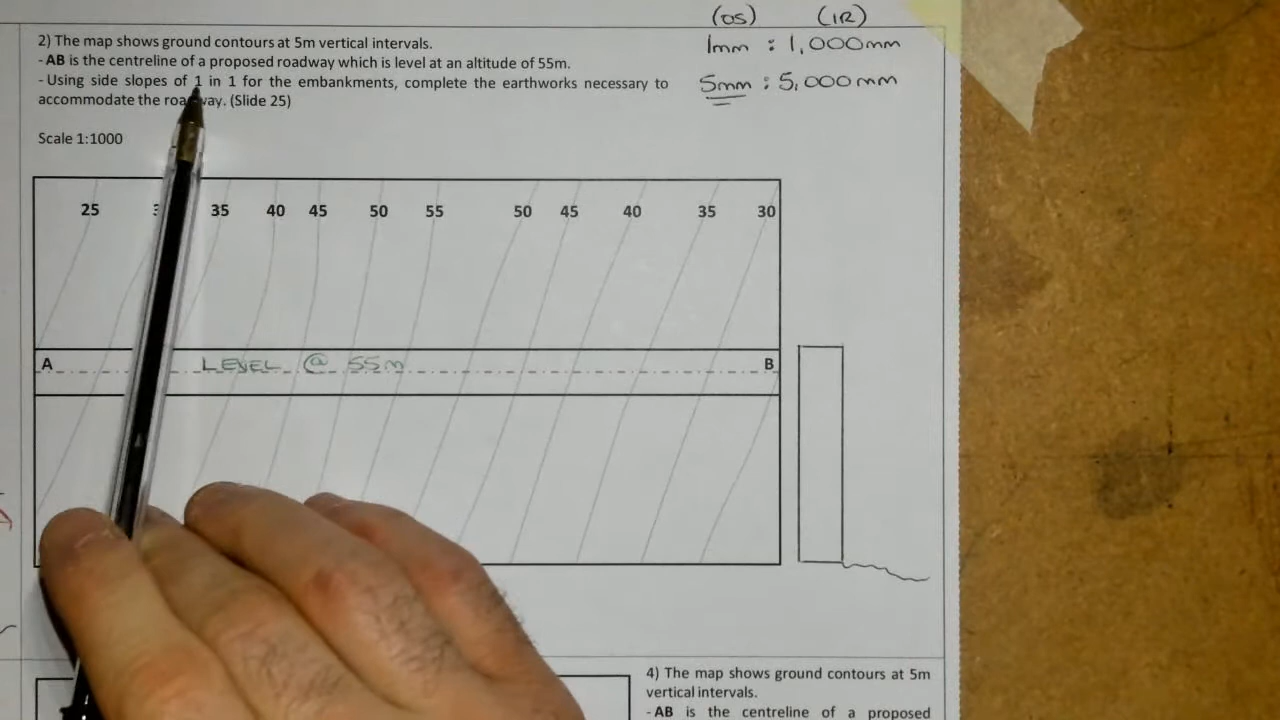 (OS) (IR)
1mm : 1,000mm
5mm : 5,000mm
2) The map shows ground contours at 5m vertical intervals.
- AB is the centreline of a proposed roadway which is level at an altitude of 55m.
- Using side slopes of 1 in 1 for the embankments, complete the earthworks necessary to
accommodate the way. (Slide 25)
Scale 1:1000
25 35 40 45 50 55 50 45 40 35 30
A LEVEL @ 55m B
4) The map shows ground contours at 5m
vertical intervals.
- AB is the centreline of a proposed